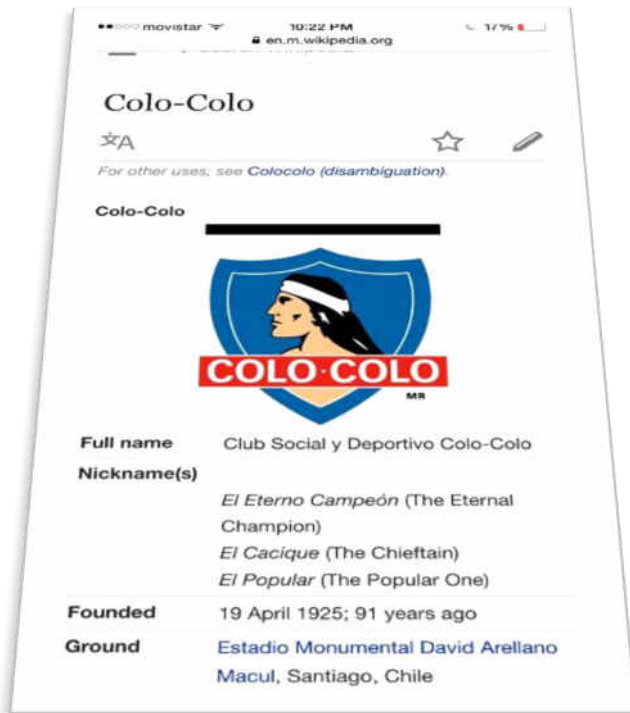 movistar 10:22 PM 17%
en.m.wikipedia.org
Colo-Colo
For other uses, see Colocolo (disambiguation).
Colo-Colo
COLO·COLO
MR
Full name Club Social y Deportivo Colo-Colo
Nickname(s)
El Eterno Campeón (The Eternal
Champion)
El Cacique (The Chieftain)
El Popular (The Popular One)
Founded 19 April 1925; 91 years ago
Ground Estadio Monumental David Arellano
Macul, Santiago, Chile